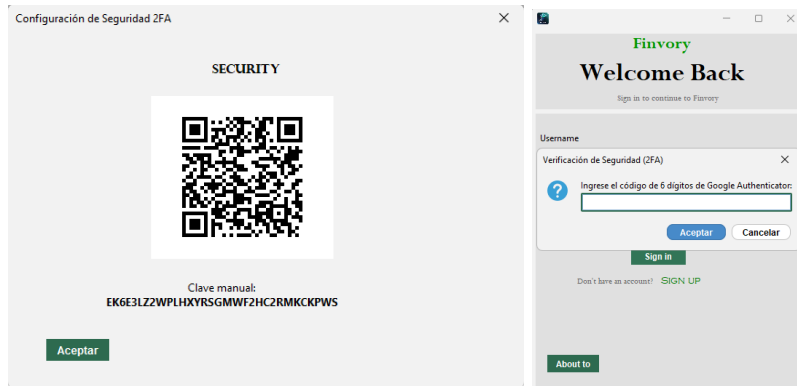 Configuración de Seguridad 2FA
SECURITY
Clave manual:
EK6E3LZ2WPLHXYRSGMWF2HC2RMKCKPWS
Aceptar
Finvory
Welcome Back
Sign in to continue to Finvory
Username
Verificación de Seguridad (2FA)
Ingrese el código de 6 dígitos de Google Authenticator:
Aceptar
Cancelar
Sign in
Don't have an account? SIGN UP
About to